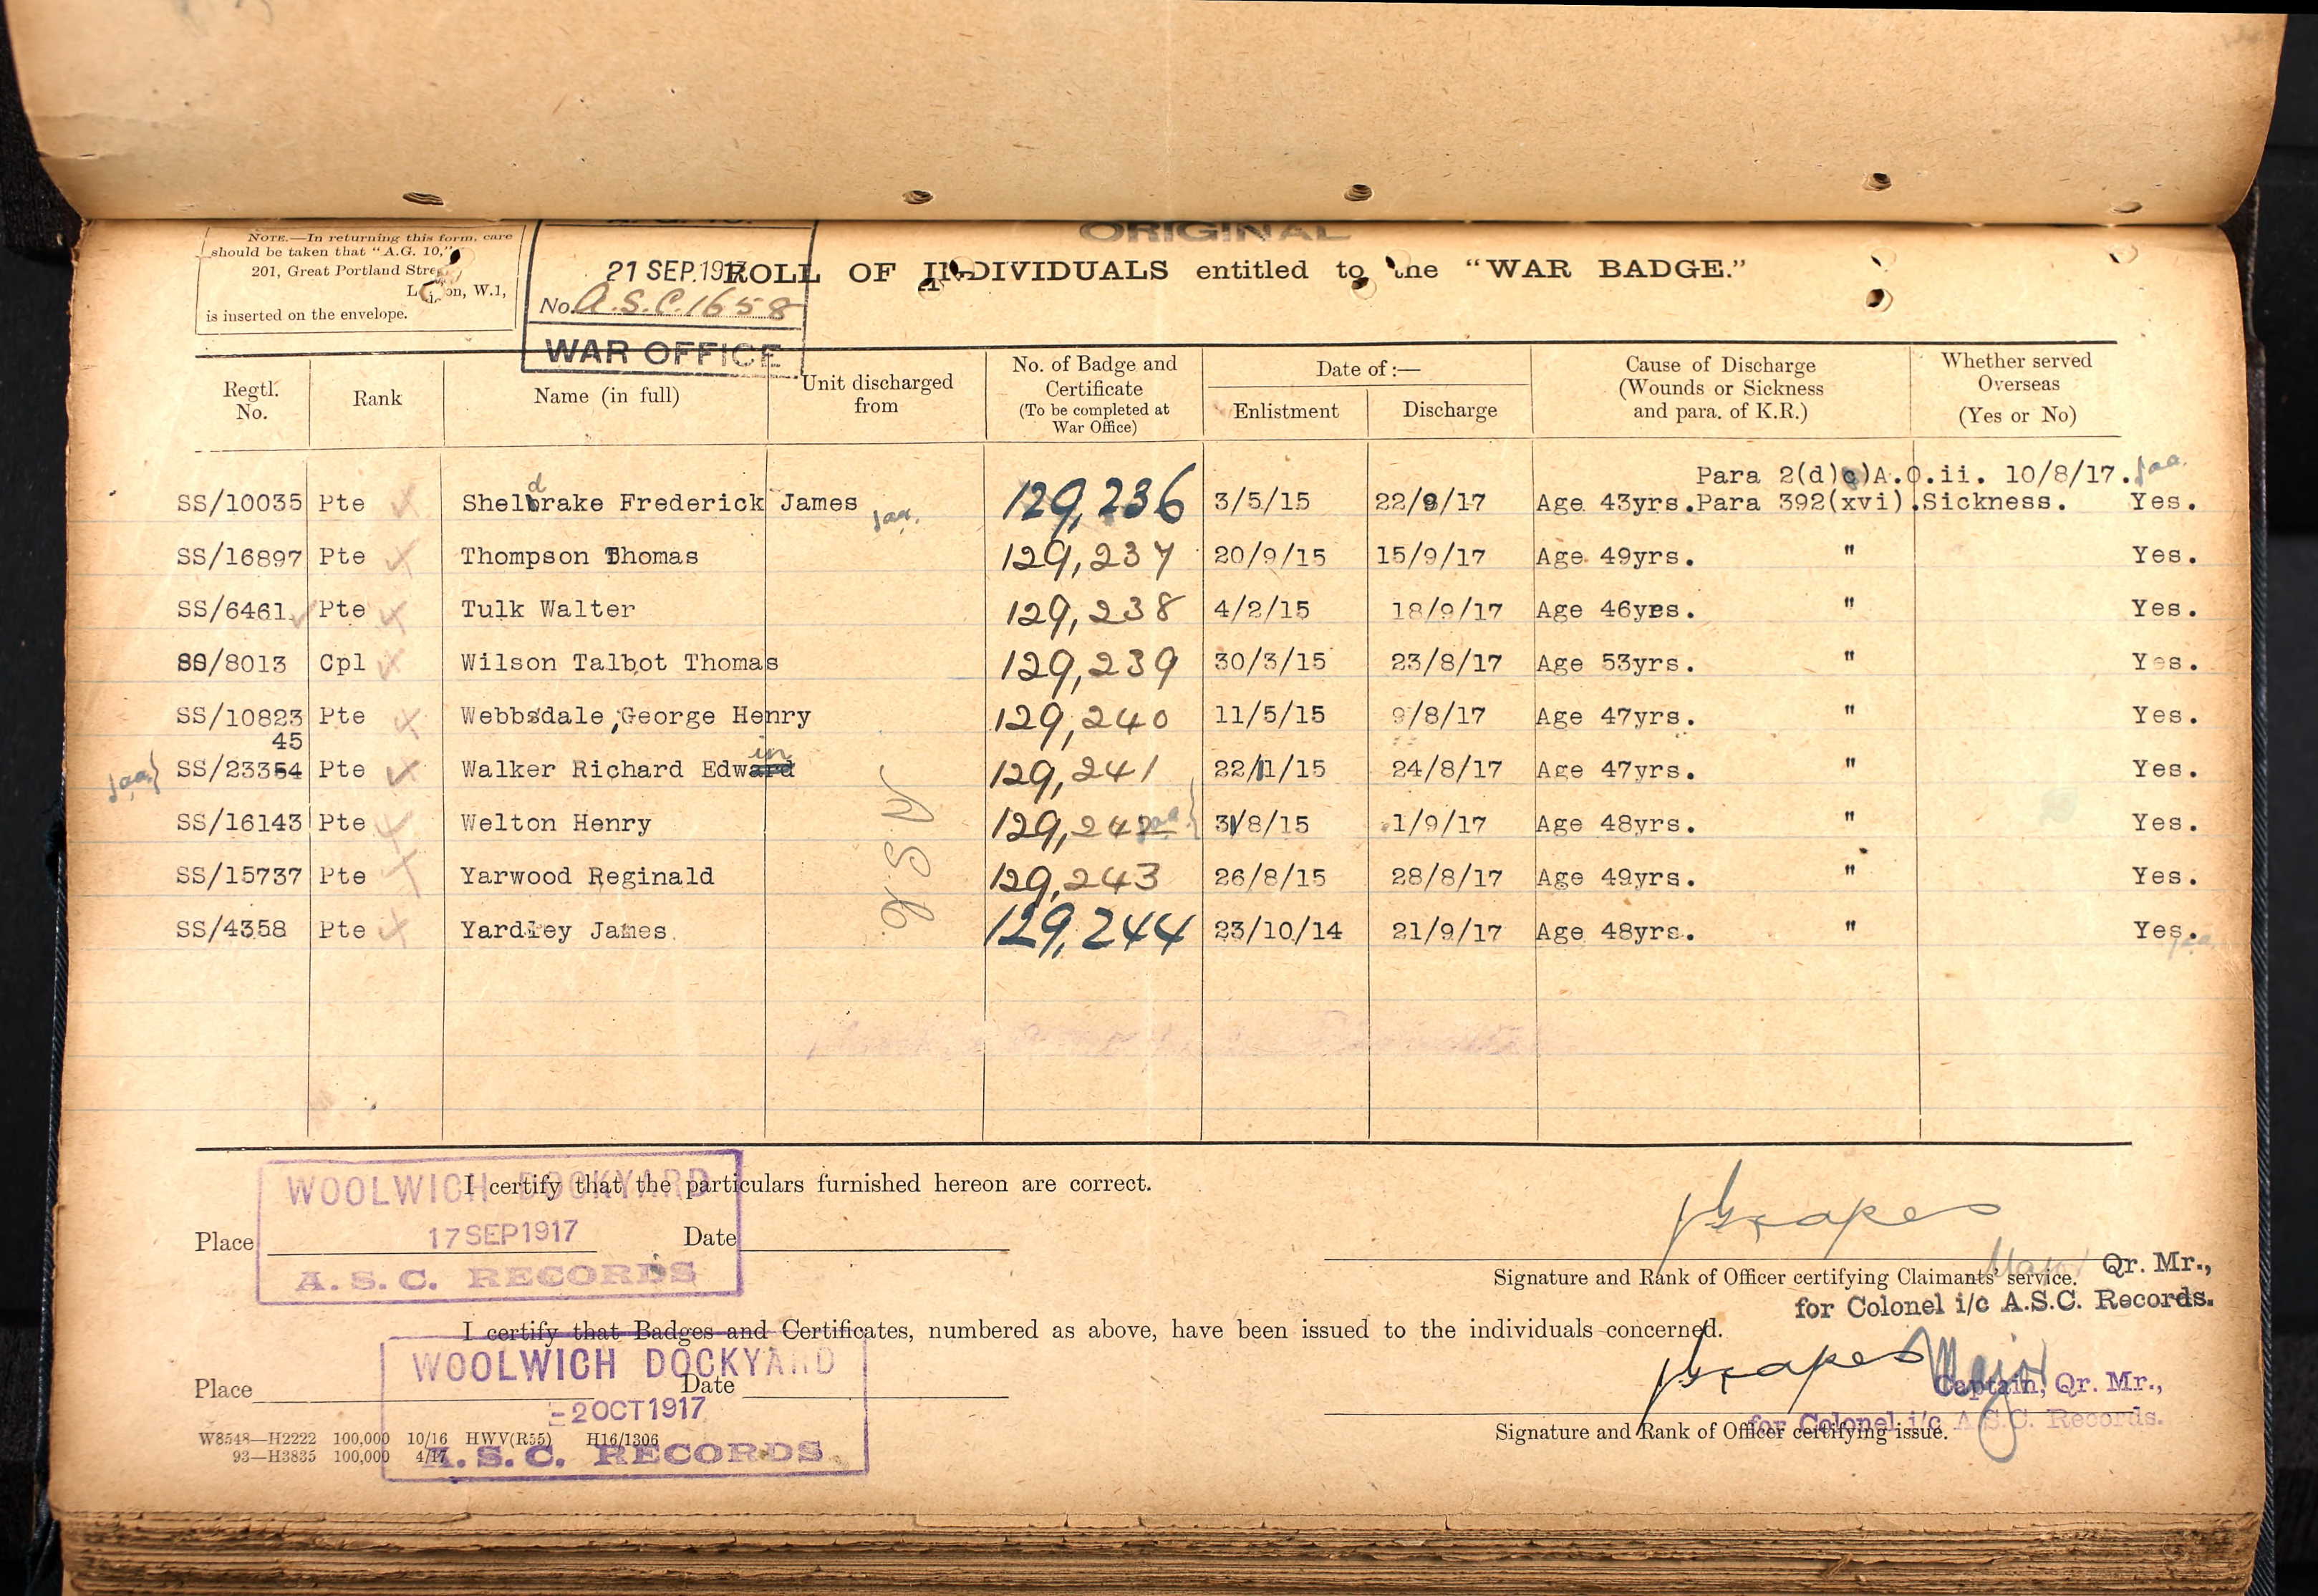 ORIGINAL
NOTE.—In returning this form, care
should be taken that "A.G. 10,"
201, Great Portland
W.1,
is inserted on the envelope.
21 SEP. 1917
No. A.S.C. 1658
WAR OFFICE
ROLL OF INDIVIDUALS entitled to the "WAR BADGE."
Regtl. No. Rank Name (in full) Unit discharged from No. of Badge and Certificate (To be completed at War Office) Date of :— Enlistment Discharge Cause of Discharge (Wounds or Sickness and para. of K.R.) Whether served Overseas (Yes or No)
Para 2(d)c)A.O.ii. 10/8/17. Jaa.
d
SS/10035 Pte Shelbrake Frederick James Jaa. 129,236 3/5/15 22/8/17 Age 43yrs.Para 392(xvi).Sickness. Yes.
SS/16897 Pte Thompson Thomas 129,237 20/9/15 15/9/17 Age 49yrs. " Yes.
SS/6461 Pte Tulk Walter 129,238 4/2/15 18/9/17 Age 46yrs. " Yes.
SS/8013 Cpl Wilson Talbot Thomas 129,239 30/3/15 23/8/17 Age 53yrs. " Yes.
SS/10823 Pte Webbsdale, George Henry 129,240 11/5/15 9/8/17 Age 47yrs. " Yes.
45 in
Jaa. SS/23354 Pte Walker Richard Edward 129,241 22/11/15 24/8/17 Age 47yrs. " Yes.
SS/16143 Pte Welton Henry 129,242 Jaa. 31/8/15 1/9/17 Age 48yrs. " Yes.
SS/15737 Pte Yarwood Reginald 129,243 26/8/15 28/8/17 Age 49yrs. " Yes.
SS/4358 Pte Yardley James 129,244 23/10/14 21/9/17 Age 48yrs. " Yes.
Jaa.
A.S.C.
I certify that the particulars furnished hereon are correct.
WOOLWICH DOCKYARD
17 SEP 1917
A. S. C. RECORDS
Place Date
Major Qr. Mr.,
Signature and Rank of Officer certifying Claimants' service.
for Colonel i/c A.S.C. Records.
I certify that Badges and Certificates, numbered as above, have been issued to the individuals concerned.
WOOLWICH DOCKYARD
-2 OCT 1917
A. S. C. RECORDS
Place Date
Major
Captain, Qr. Mr.,
for Colonel i/c A.S.C. Records.
Signature and Rank of Officer certifying issue.
W8548—H2222 100,000 10/16 HWV(R55) H16/1306
93—H3835 100,000 4/17